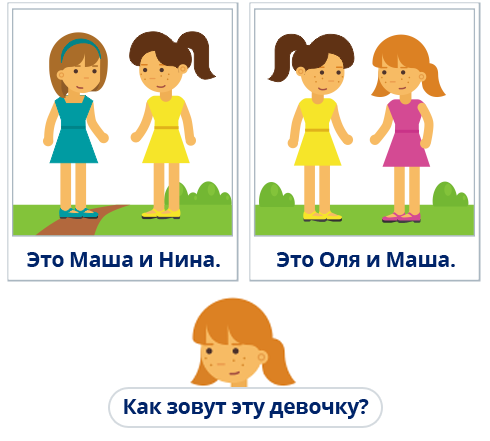 Это Маша и Нина.
Это Оля и Маша.
Как зовут эту девочку?